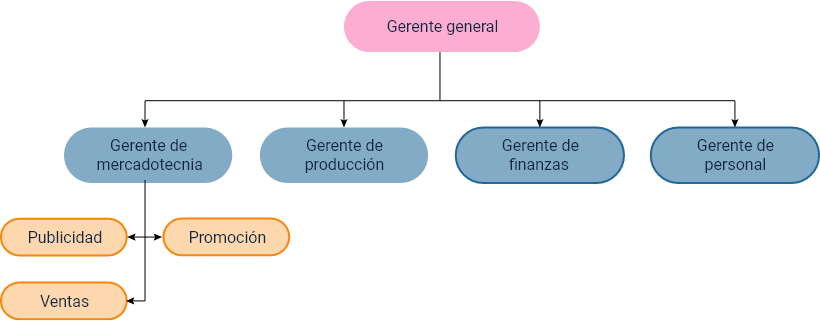 Gerente general
Gerente de
mercadotecnia
Gerente de
producción
Gerente de
finanzas
Gerente de
personal
Publicidad
Promoción
Ventas